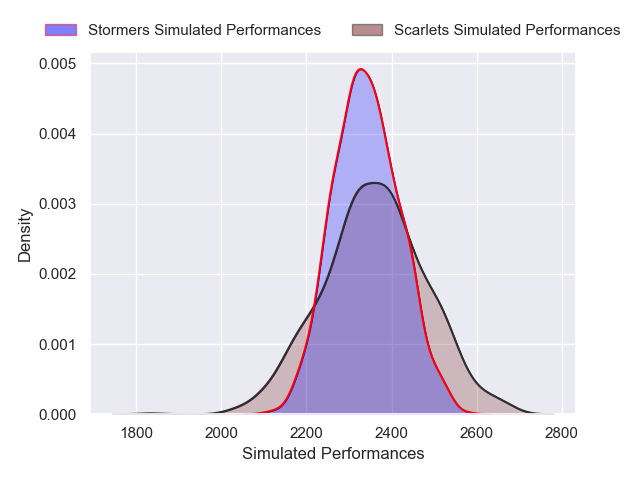 Stormers Simulated Performances Scarlets Simulated Performances
0.005
0.004
0.003
0.002
0.001
0.000
Density
1800 2000 2200 2400 2600 2800
Simulated Performances